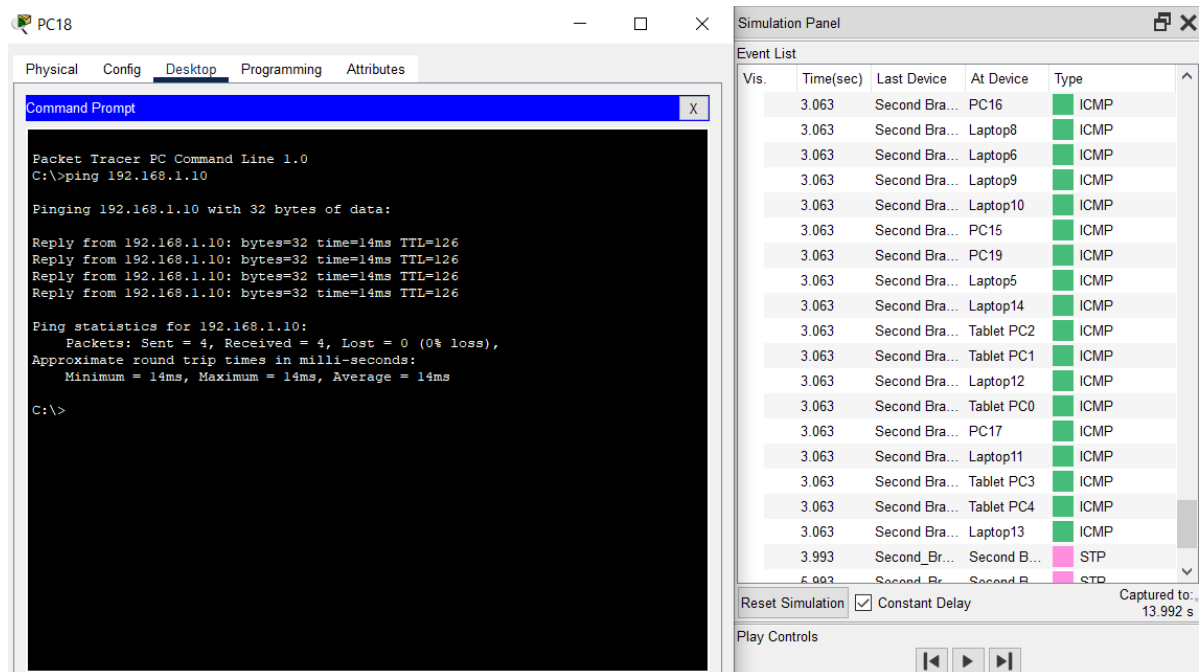 PC18
Physical Config Desktop Programming Attributes
Command Prompt X
Packet Tracer PC Command Line 1.0
C:\>ping 192.168.1.10
Pinging 192.168.1.10 with 32 bytes of data:
Reply from 192.168.1.10: bytes=32 time=14ms TTL=126
Reply from 192.168.1.10: bytes=32 time=14ms TTL=126
Reply from 192.168.1.10: bytes=32 time=14ms TTL=126
Reply from 192.168.1.10: bytes=32 time=14ms TTL=126
Ping statistics for 192.168.1.10:
Packets: Sent = 4, Received = 4, Lost = 0 (0% loss),
Approximate round trip times in milli-seconds:
Minimum = 14ms, Maximum = 14ms, Average = 14ms
C:\>
Simulation Panel
Event List
Vis. Time(sec) Last Device At Device Type
3.063 Second Bra... PC16 ICMP
3.063 Second Bra... Laptop8 ICMP
3.063 Second Bra... Laptop6 ICMP
3.063 Second Bra... Laptop9 ICMP
3.063 Second Bra... Laptop10 ICMP
3.063 Second Bra... PC15 ICMP
3.063 Second Bra... PC19 ICMP
3.063 Second Bra... Laptop5 ICMP
3.063 Second Bra... Laptop14 ICMP
3.063 Second Bra... Tablet PC2 ICMP
3.063 Second Bra... Tablet PC1 ICMP
3.063 Second Bra... Laptop12 ICMP
3.063 Second Bra... Tablet PC0 ICMP
3.063 Second Bra... PC17 ICMP
3.063 Second Bra... Laptop11 ICMP
3.063 Second Bra... Tablet PC3 ICMP
3.063 Second Bra... Tablet PC4 ICMP
3.063 Second Bra... Laptop13 ICMP
3.993 Second_Br... Second B... STP
5.993 Second_Br... Second B... STP
Reset Simulation Constant Delay Captured to:
13.992 s
Play Controls